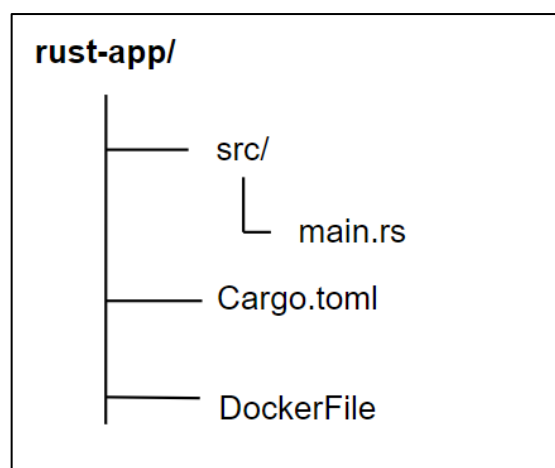 rust-app/
src/
main.rs
Cargo.toml
DockerFile